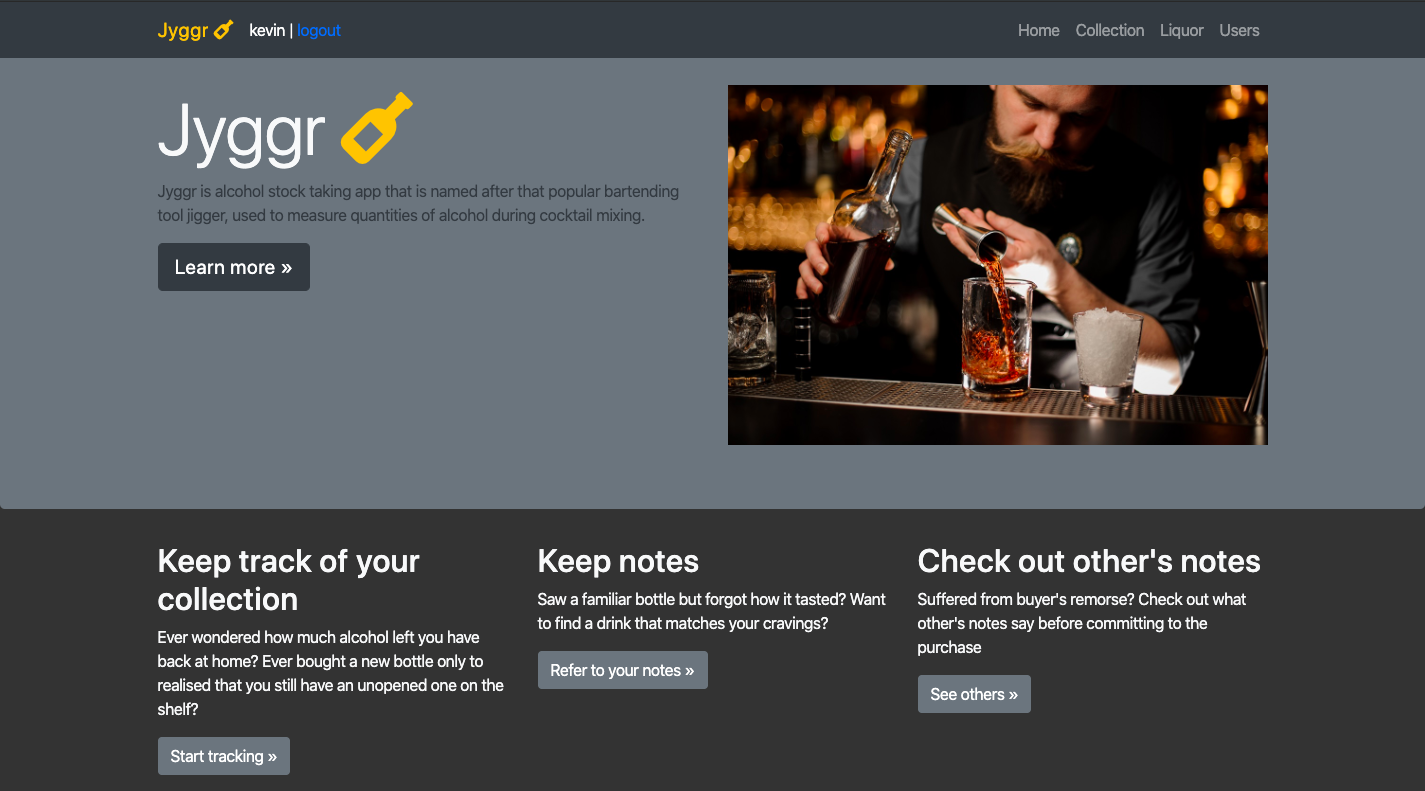 Jyggr kevin | logout Home Collection Liquor Users
Jyggr
Jyggr is alcohol stock taking app that is named after that popular bartending
tool jigger, used to measure quantities of alcohol during cocktail mixing.
Learn more »
Keep track of your
collection
Ever wondered how much alcohol left you have
back at home? Ever bought a new bottle only to
realised that you still have an unopened one on the
shelf?
Start tracking »
Keep notes
Saw a familiar bottle but forgot how it tasted? Want
to find a drink that matches your cravings?
Refer to your notes »
Check out other's notes
Suffered from buyer's remorse? Check out what
other's notes say before committing to the
purchase
See others »